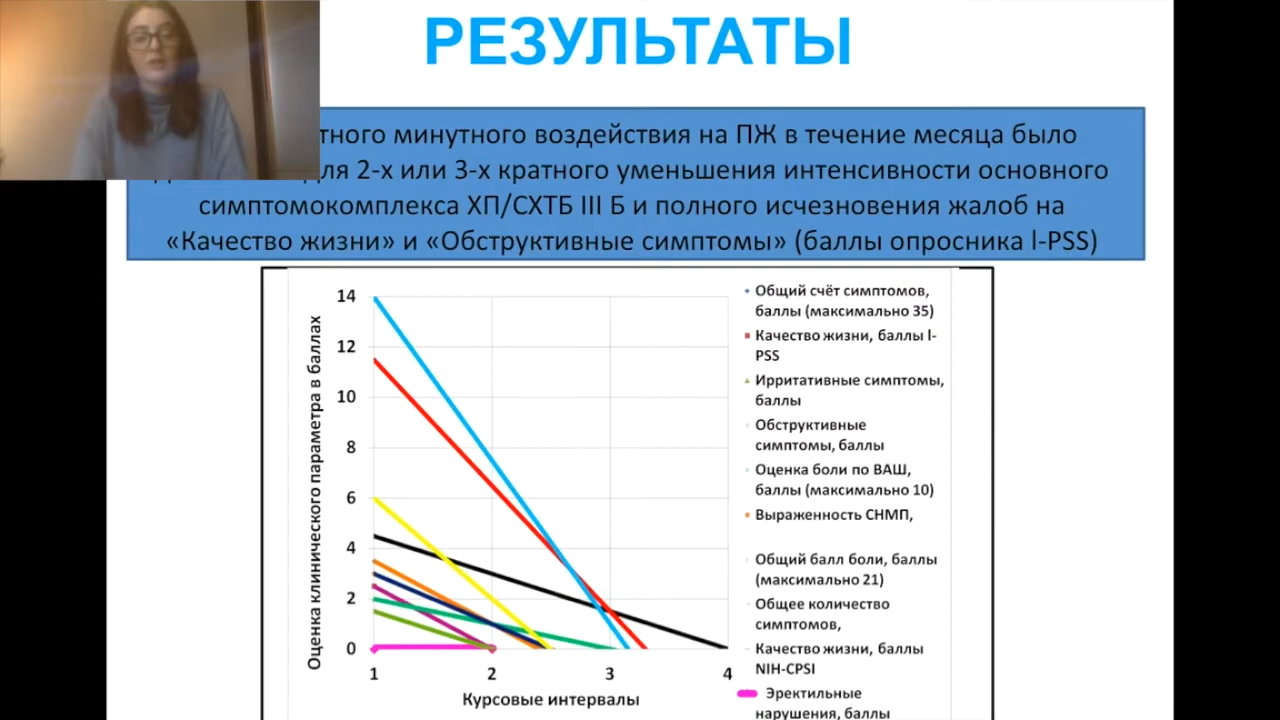 РЕЗУЛЬТАТЫ
минутного воздействия на ПЖ в течение месяца было
для 2-х или 3-х кратного уменьшения интенсивности основного
симптомокомплекса ХП/СХТБ III Б и полного исчезновения жалоб на
«Качество жизни» и «Обструктивные симптомы» (баллы опросника I-PSS)
Оценка клинического параметра в баллах
14
12
10
8
6
4
2
0
1 2 3 4
Курсовые интервалы
Общий счёт симптомов,
баллы (максимально 35)
Качество жизни, баллы I-
PSS
Ирритативные симптомы,
баллы
Обструктивные
симптомы, баллы
Оценка боли по ВАШ,
баллы (максимально 10)
Выраженность СНМП,
Общий балл боли, баллы
(максимально 21)
Общее количество
симптомов,
Качество жизни, баллы
NIH-CPSI
Эректильные
нарушения, баллы